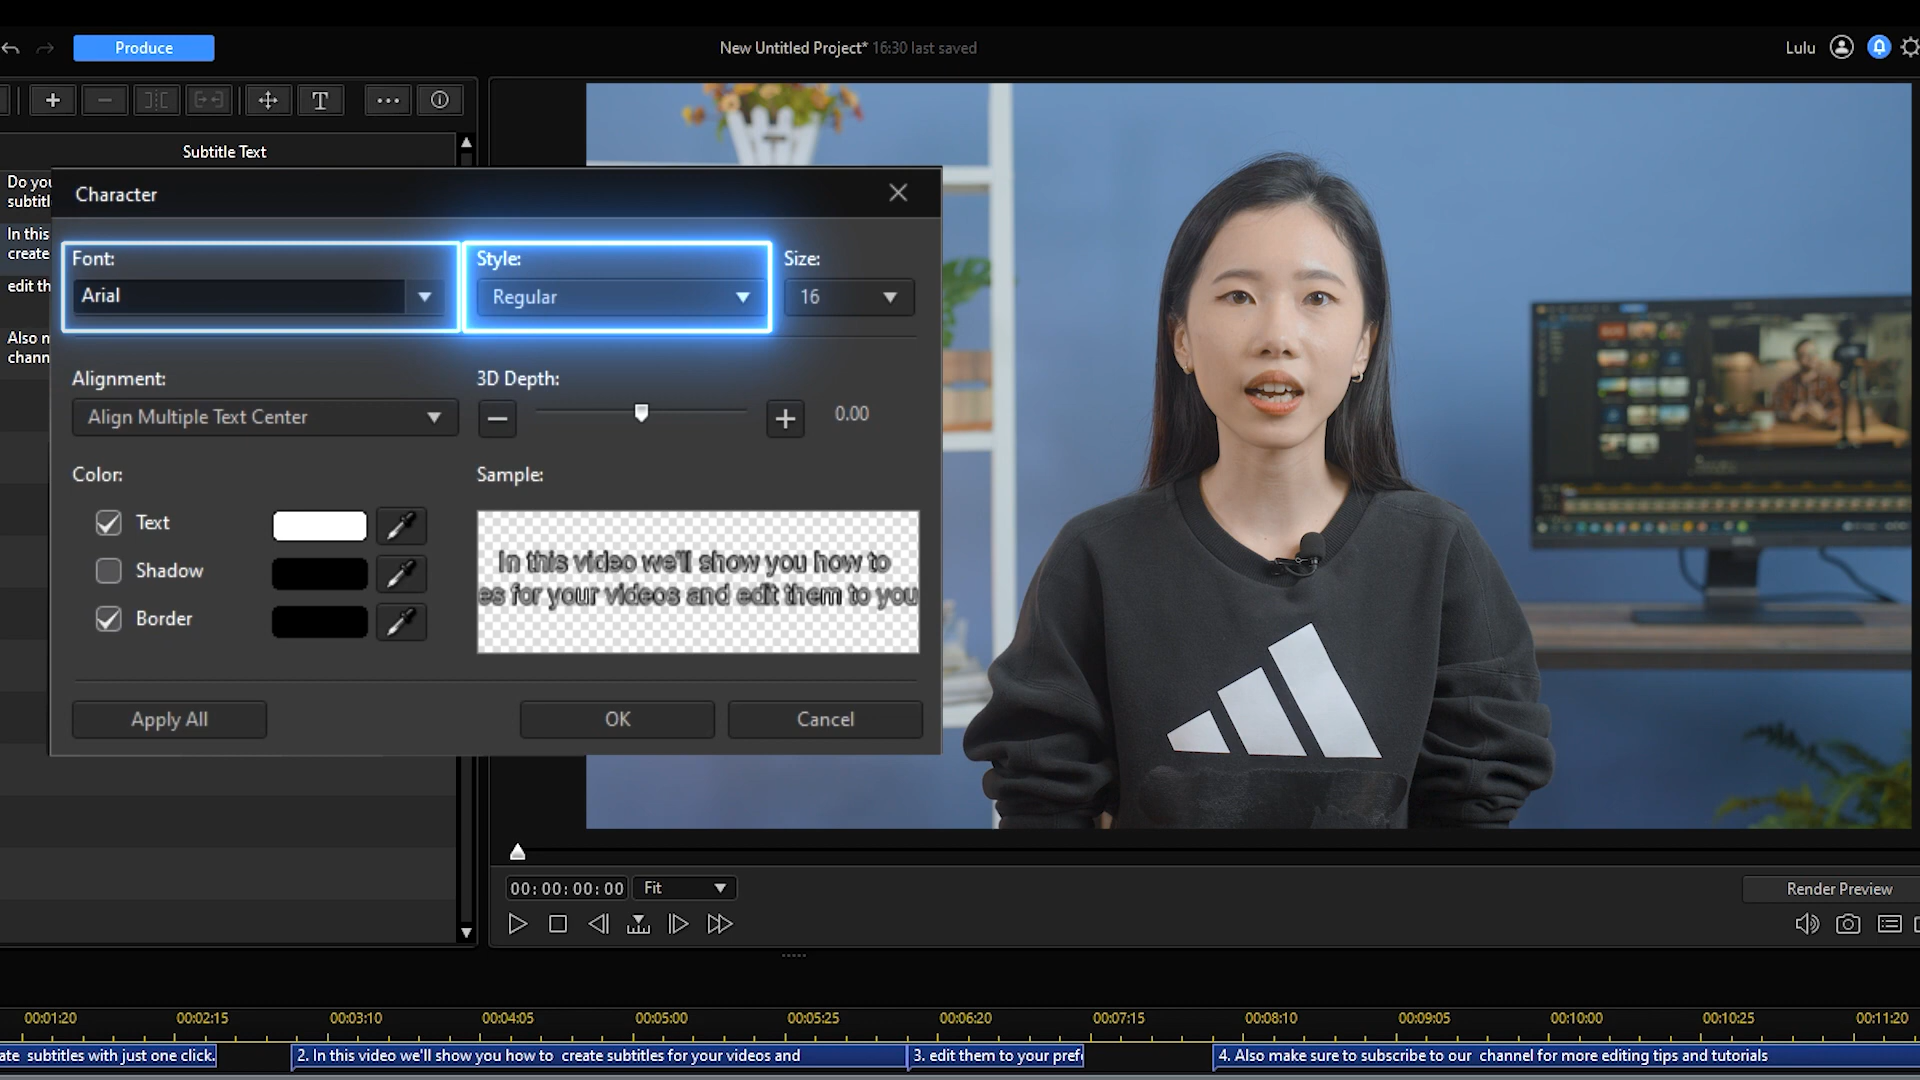 Produce
New Untitled Project* 16:30 last saved
Lulu
Subtitle Text
Do you
subtitl
In this
create
edit th
Also m
chann
Character
Font:
Style:
Size:
Arial
Regular
16
Alignment:
3D Depth:
Align Multiple Text Center
0.00
Color:
Sample:
Text
Shadow
Border
In this video we'll show you how to
es for your videos and edit them to you
Apply All
OK
Cancel
00:00:00:00
Fit
Render Preview
00:01:20 00:02:15 00:03:10 00:04:05 00:05:00 00:05:25 00:06:20 00:07:15 00:08:10 00:09:05 00:10:00 00:10:25 00:11:20
ate subtitles with just one click.
2. In this video we'll show you how to create subtitles for your videos and
3. edit them to your prefe
4. Also make sure to subscribe to our channel for more editing tips and tutorials